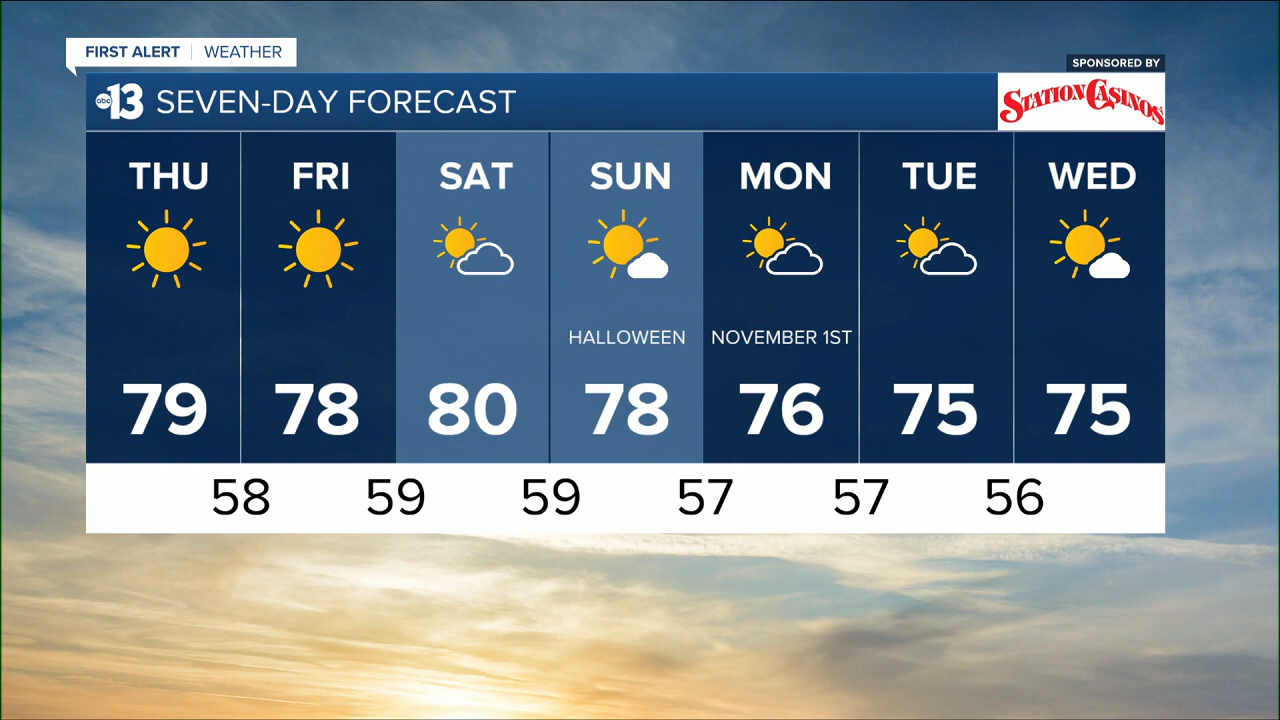 FIRST ALERT | WEATHER
SPONSORED BY
abc 13 SEVEN-DAY FORECAST
STATION CASINOS
THU FRI SAT SUN MON TUE WED
HALLOWEEN NOVEMBER 1ST
79 78 80 78 76 75 75
58 59 59 57 57 56